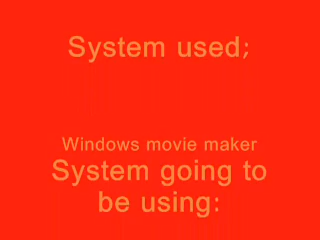 System used;
Windows movie maker
System going to
be using: